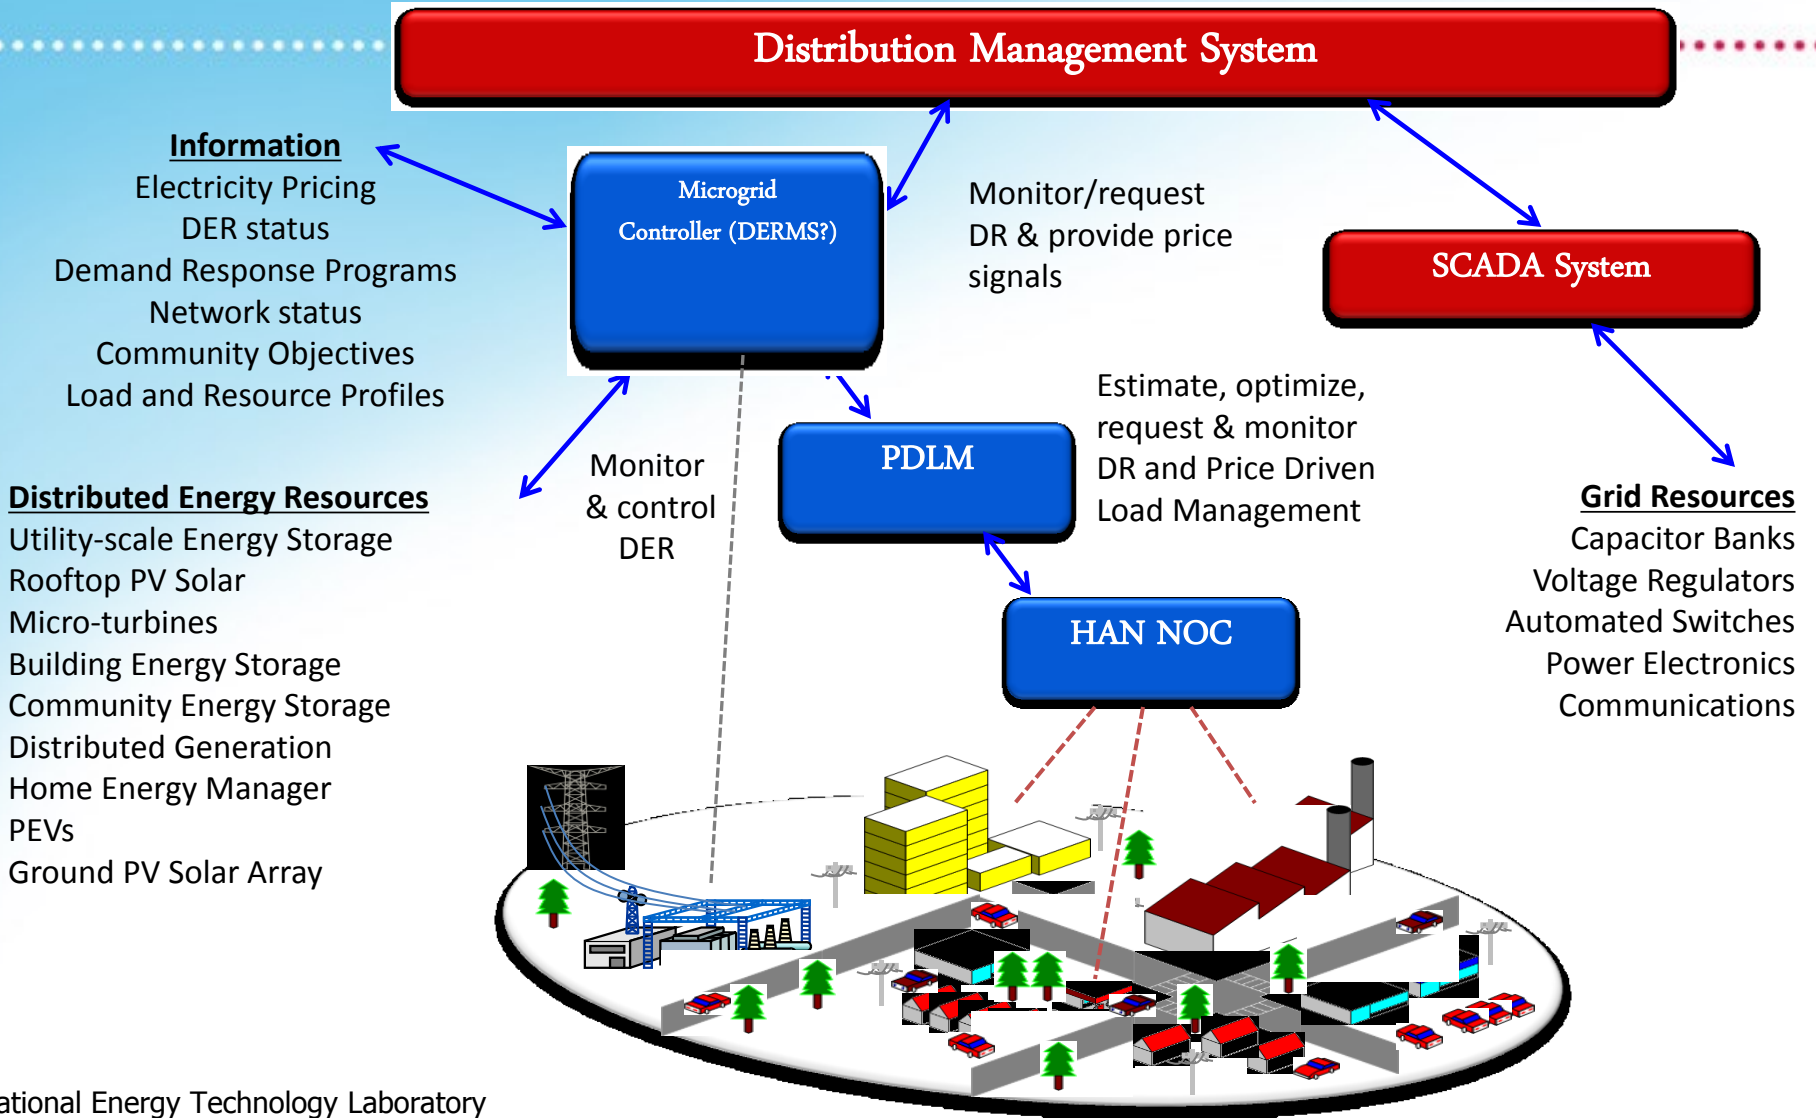 Distribution Management System
Information
Electricity Pricing
DER status
Demand Response Programs
Network status
Community Objectives
Load and Resource Profiles
Microgrid
Controller (DERMS?)
Monitor/request
DR & provide price
signals
SCADA System
Estimate, optimize,
request & monitor
DR and Price Driven
Load Management
PDLM
Monitor
& control
DER
Distributed Energy Resources
Utility-scale Energy Storage
Rooftop PV Solar
Micro-turbines
Building Energy Storage
Community Energy Storage
Distributed Generation
Home Energy Manager
PEVs
Ground PV Solar Array
HAN NOC
Grid Resources
Capacitor Banks
Voltage Regulators
Automated Switches
Power Electronics
Communications
ational Energy Technology Laboratory